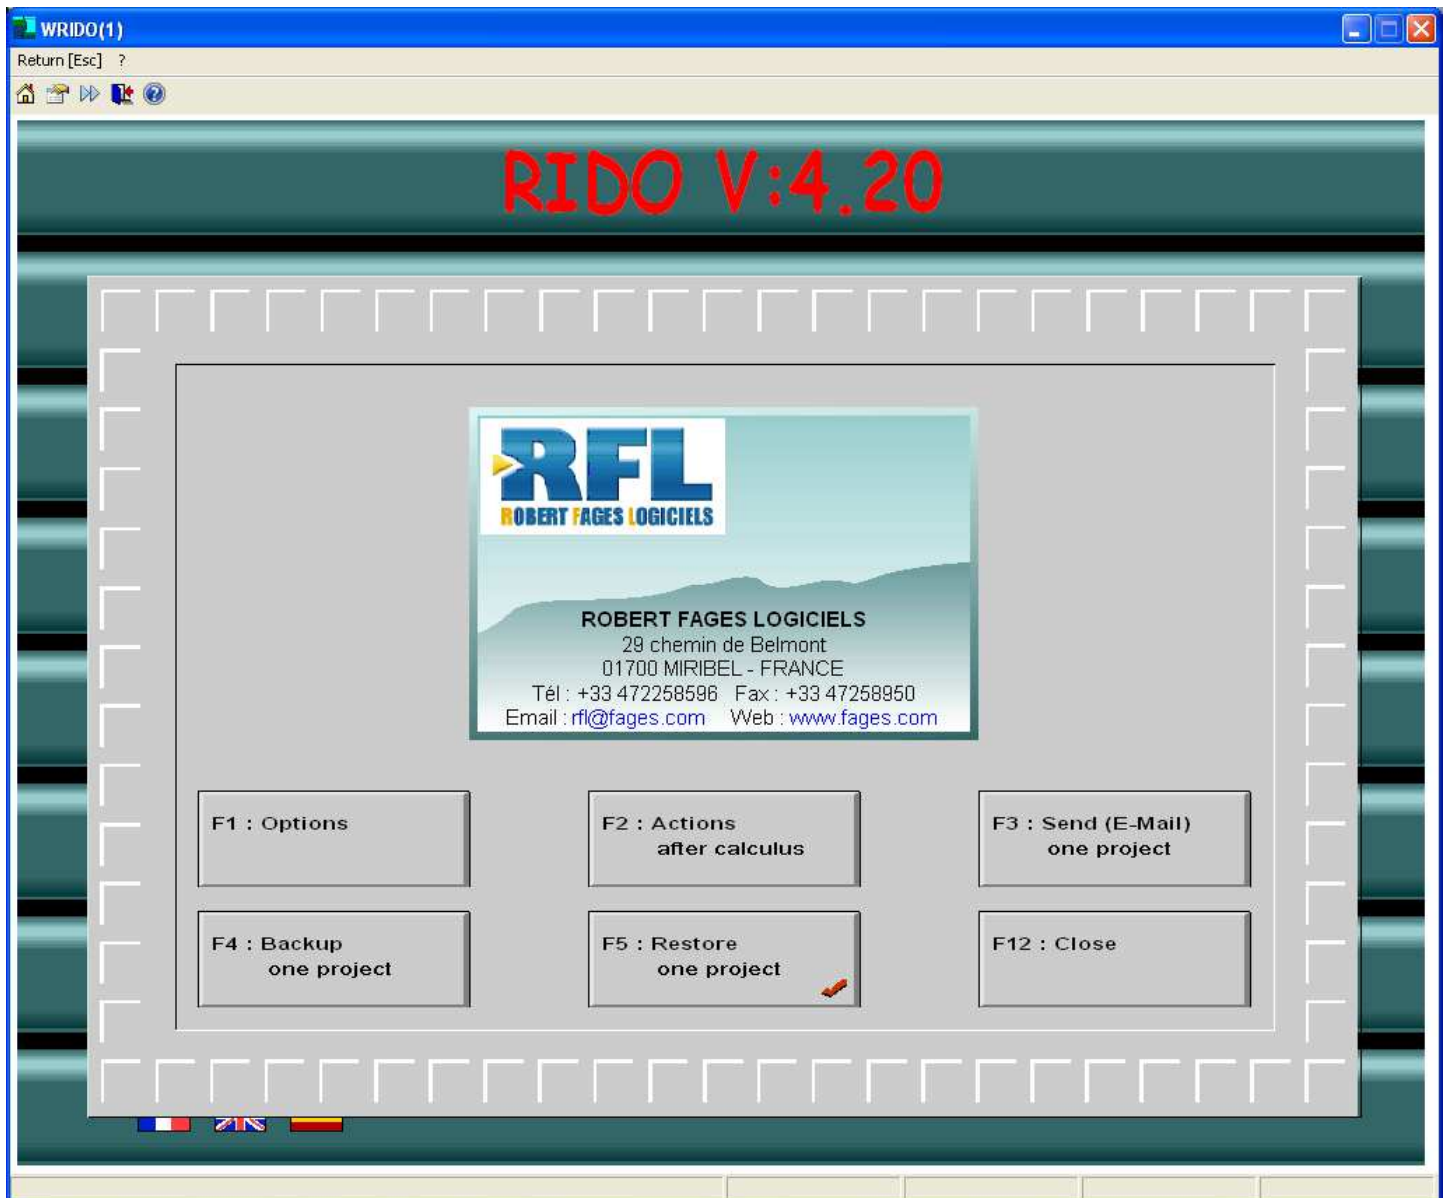 WRIDO(1)
Return [Esc] ?
RIDO V:4.20
RFL
ROBERT FAGES LOGICIELS
ROBERT FAGES LOGICIELS
29 chemin de Belmont
01700 MIRIBEL - FRANCE
Tél : +33 472258596 Fax : +33 47258950
Email : rfl@fages.com Web : www.fages.com
F1 : Options
F2 : Actions
after calculus
F3 : Send (E-Mail)
one project
F4 : Backup
one project
F5 : Restore
one project
F12 : Close